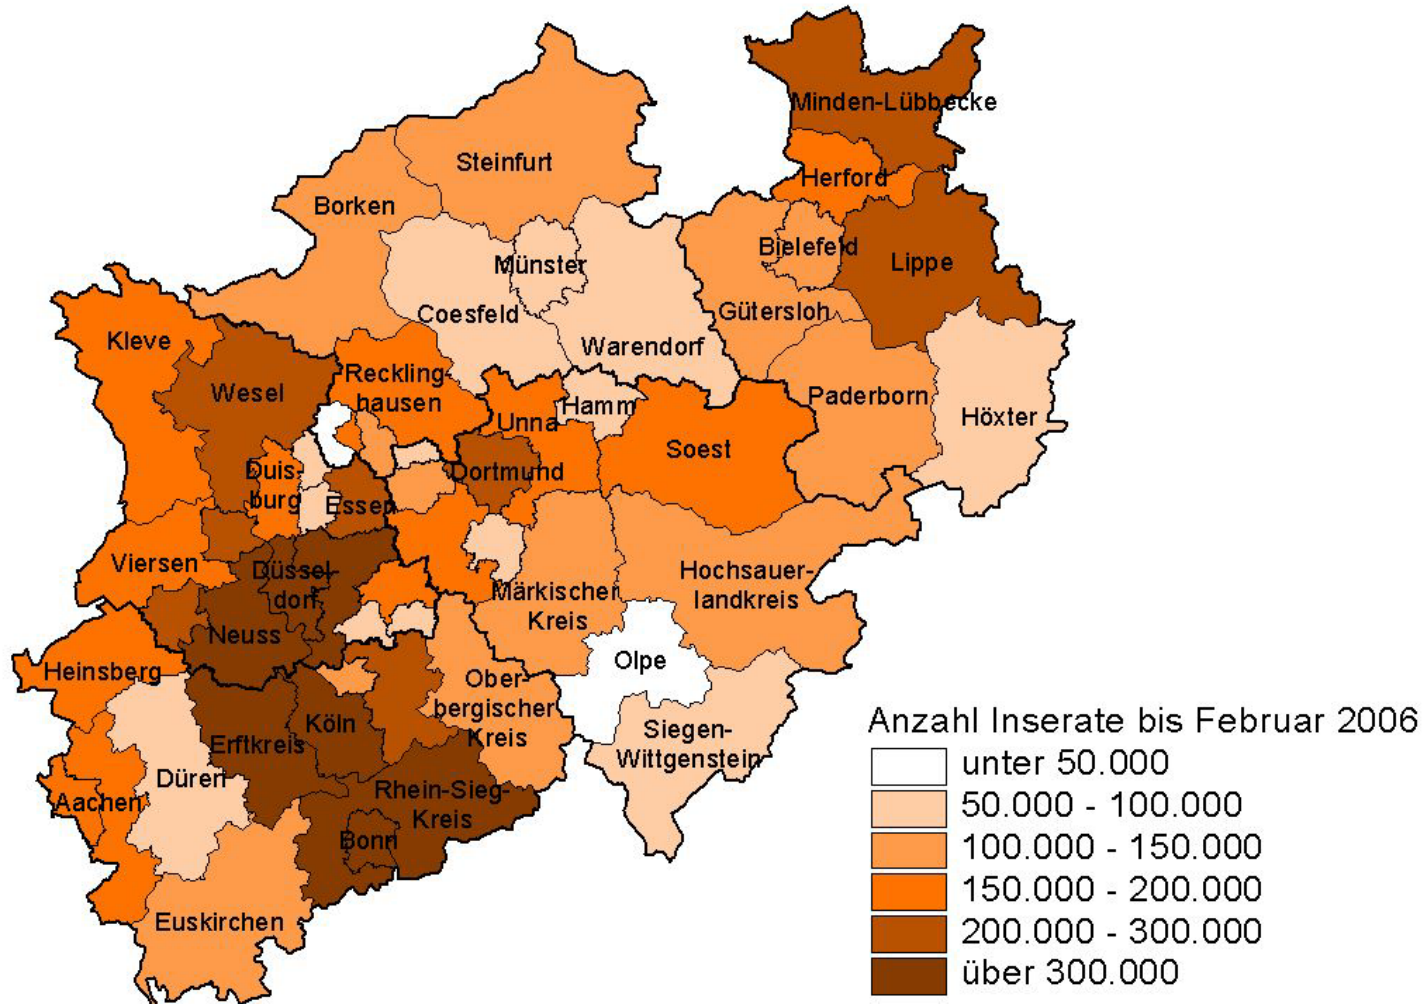 Minden-Lübbecke
Steinfurt
Herford
Borken
Bielefeld
Lippe
Münster
Coesfeld
Gütersloh
Kleve
Warendorf
Reckling-
hausen
Wesel
Paderborn
Hamm
Höxter
Unna
Soest
Duis-
burg
Dortmund
Essen
Viersen
Düssel-
dorf
Hochsauer-
landkreis
Märkischer
Kreis
Neuss
Olpe
Heinsberg
Ober-
bergischer
Kreis
Köln
Erftkreis
Siegen-
Wittgenstein
Düren
Rhein-Sieg-
Kreis
Aachen
Bonn
Euskirchen
Anzahl Inserate bis Februar 2006
unter 50.000
50.000 - 100.000
100.000 - 150.000
150.000 - 200.000
200.000 - 300.000
über 300.000